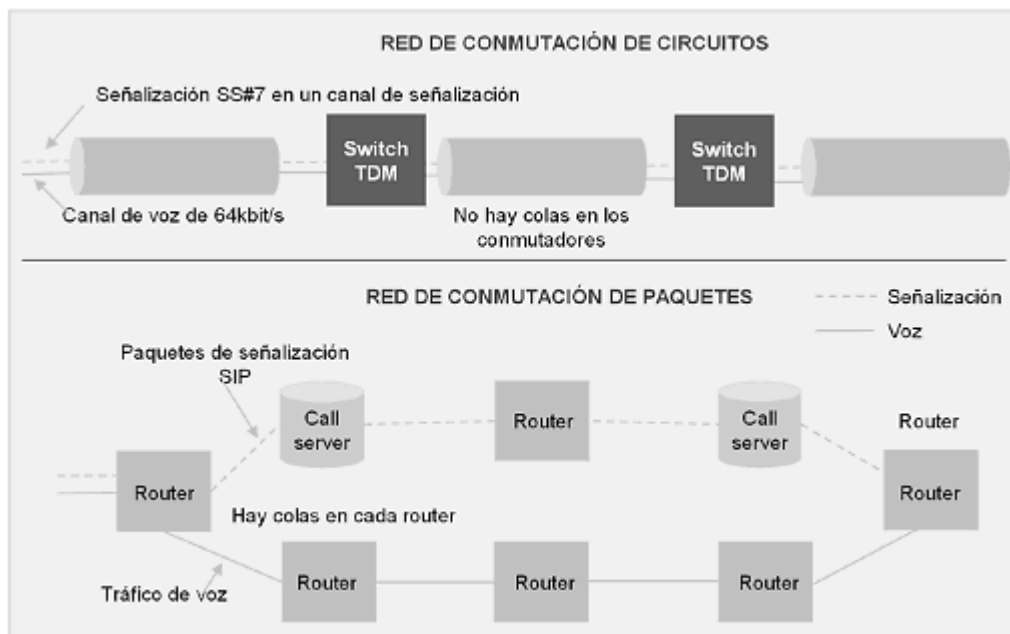 RED DE CONMUTACIÓN DE CIRCUITOS
Señalización SS#7 en un canal de señalización
Switch
TDM
Switch
TDM
Canal de voz de 64kbit/s
No hay colas en los
conmutadores
RED DE CONMUTACIÓN DE PAQUETES
Señalización
Voz
Paquetes de señalización
SIP
Call
server
Router
Call
server
Router
Router
Router
Hay colas en cada router
Tráfico de voz
Router
Router
Router